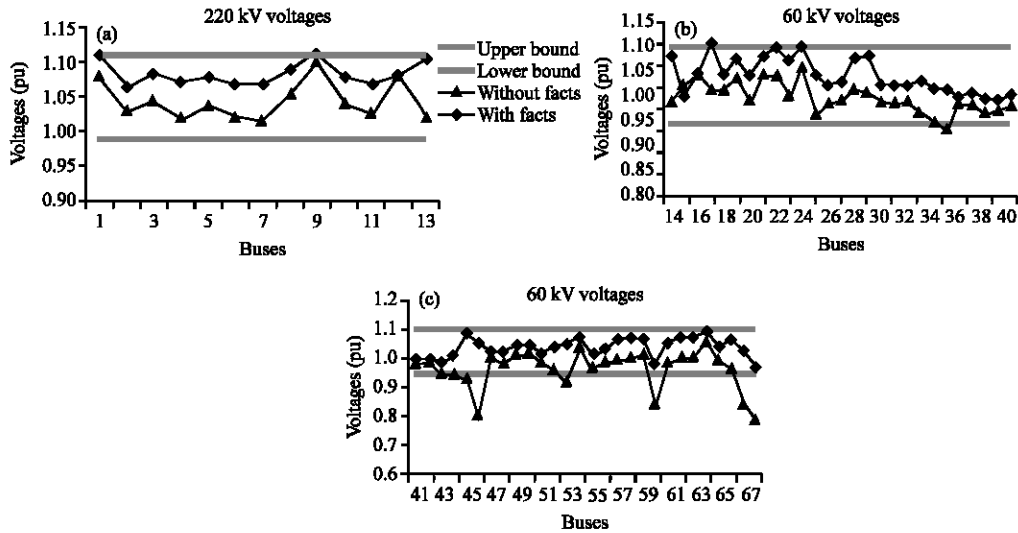 220 kV voltages
(a)
1.15
1.10
1.05
1.00
0.95
0.90
Voltages (pu)
1 3 5 7 9 11 13
Buses
Upper bound
Lower bound
Without facts
With facts
60 kV voltages
(b)
1.15
1.10
1.05
1.00
0.95
0.95
0.80
Voltages (pu)
14 16 18 20 22 24 26 28 30 32 34 36 38 40
Buses
60 kV voltages
(c)
1.2
1.1
1.0
0.9
0.8
0.6
Voltages (pu)
41 43 45 47 49 51 53 55 57 59 61 63 65 67
Buses